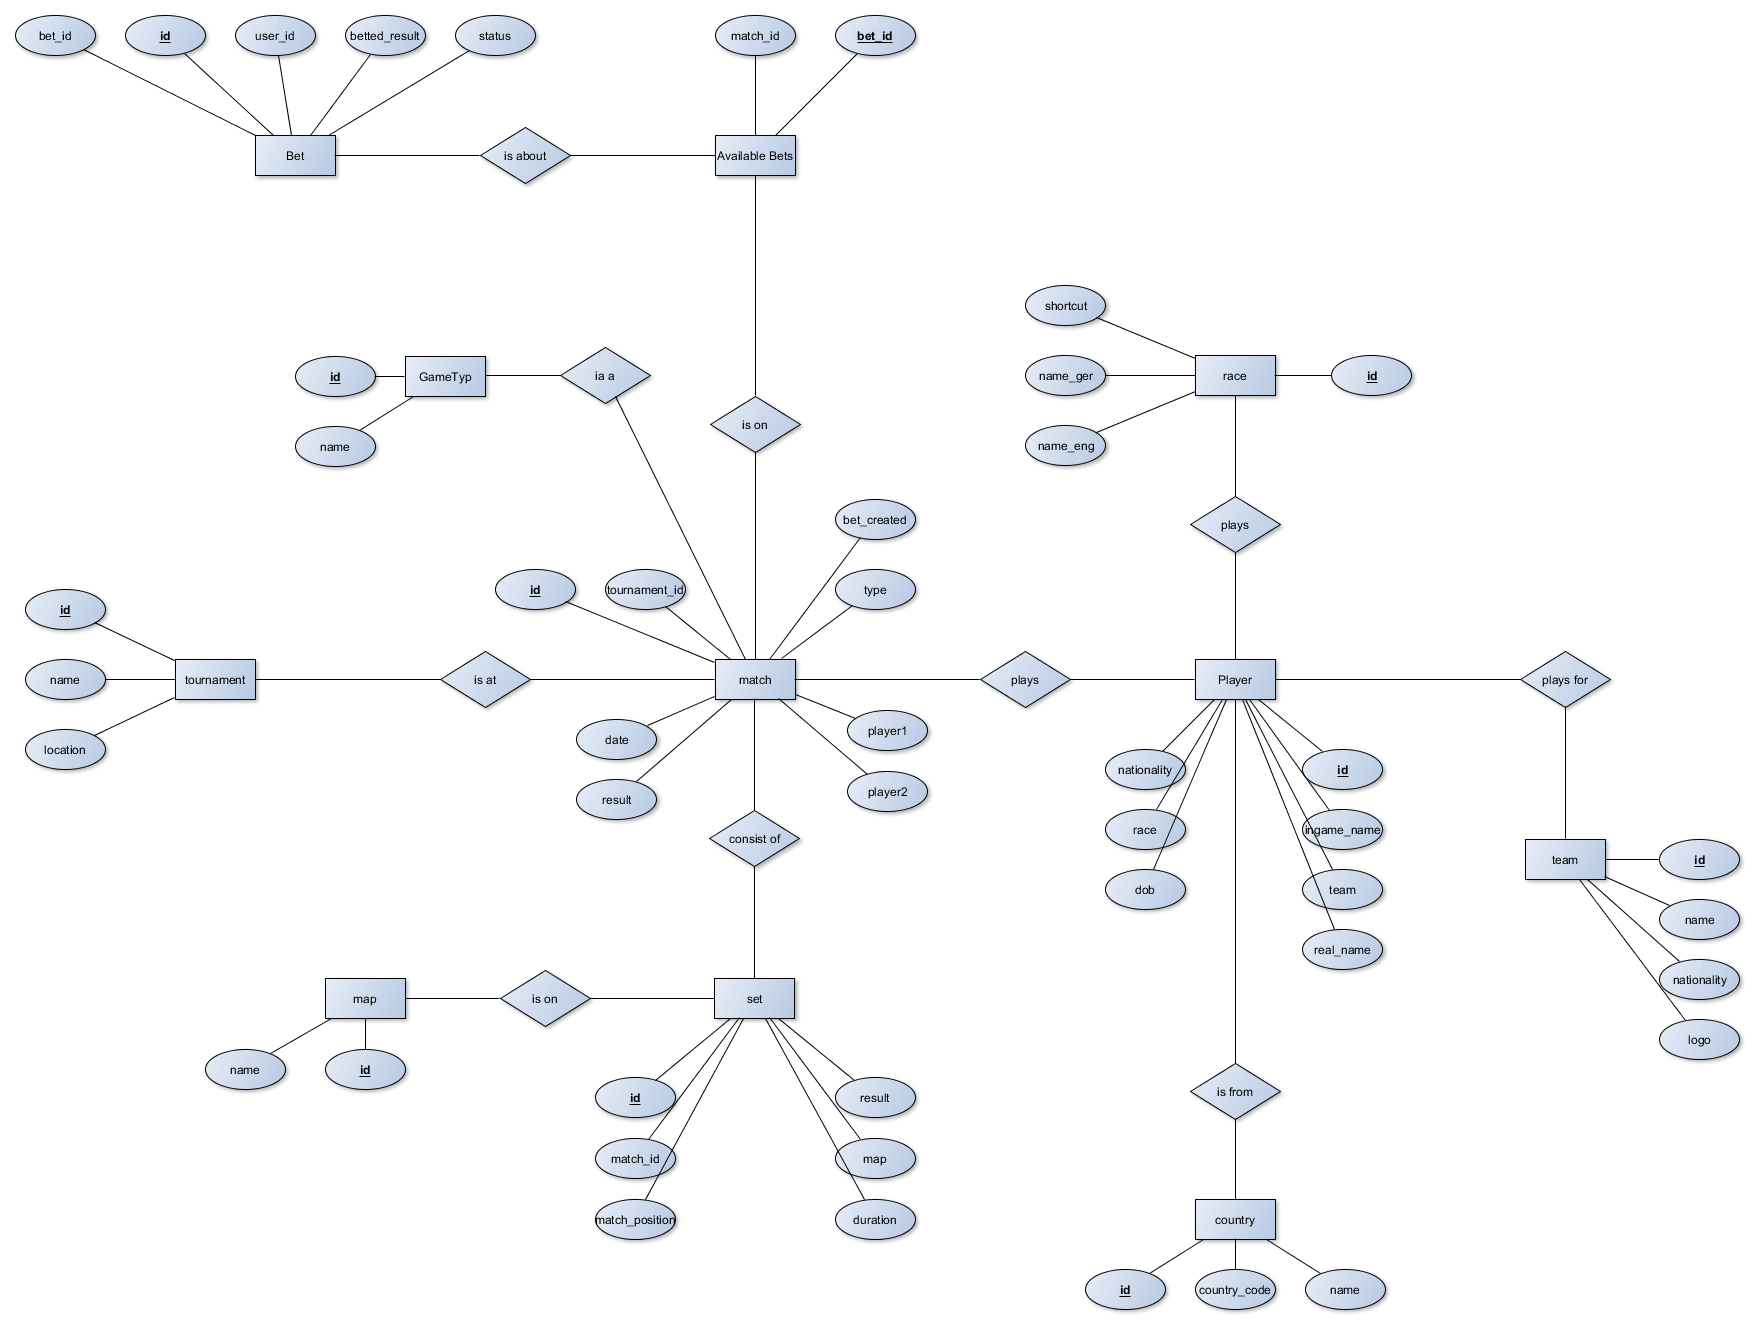 bet_id
id
user_id
betted_result
status
match_id
bet_id
Bet
is about
Available Bets
shortcut
id
GameTyp
ia a
name_ger
race
id
name
is on
name_eng
bet_created
plays
id
tournament_id
type
id
name
tournament
is at
match
plays
Player
plays for
location
date
player1
result
player2
nationality
id
race
ingame_name
consist of
dob
team
real_name
team
id
name
nationality
logo
map
is on
set
name
id
id
result
match_id
map
match_position
duration
is from
country
id
country_code
name